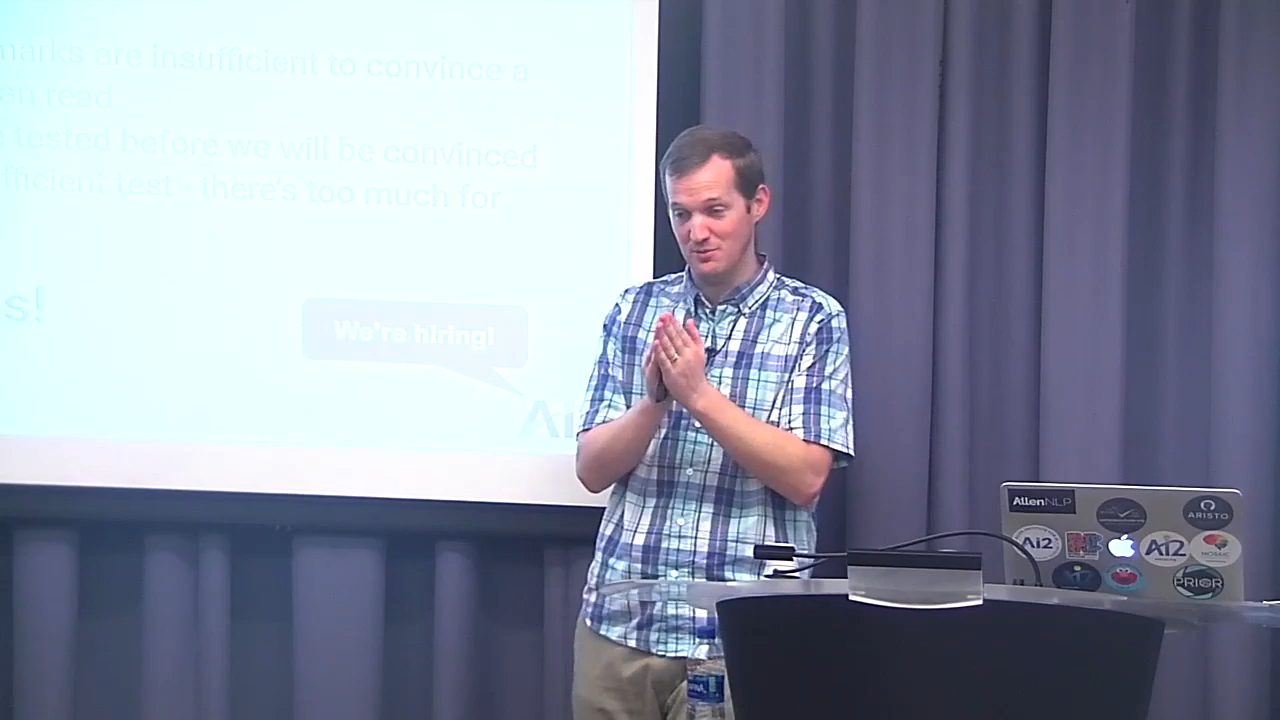 marks are insufficient to convince a
an read
e tested before we will be convinced
fficient test - there's too much for
s!
We're hiring!
Ai2
AllenNLP
ARISTO
Ai2
Ai2
MOSAIC
PRIOR